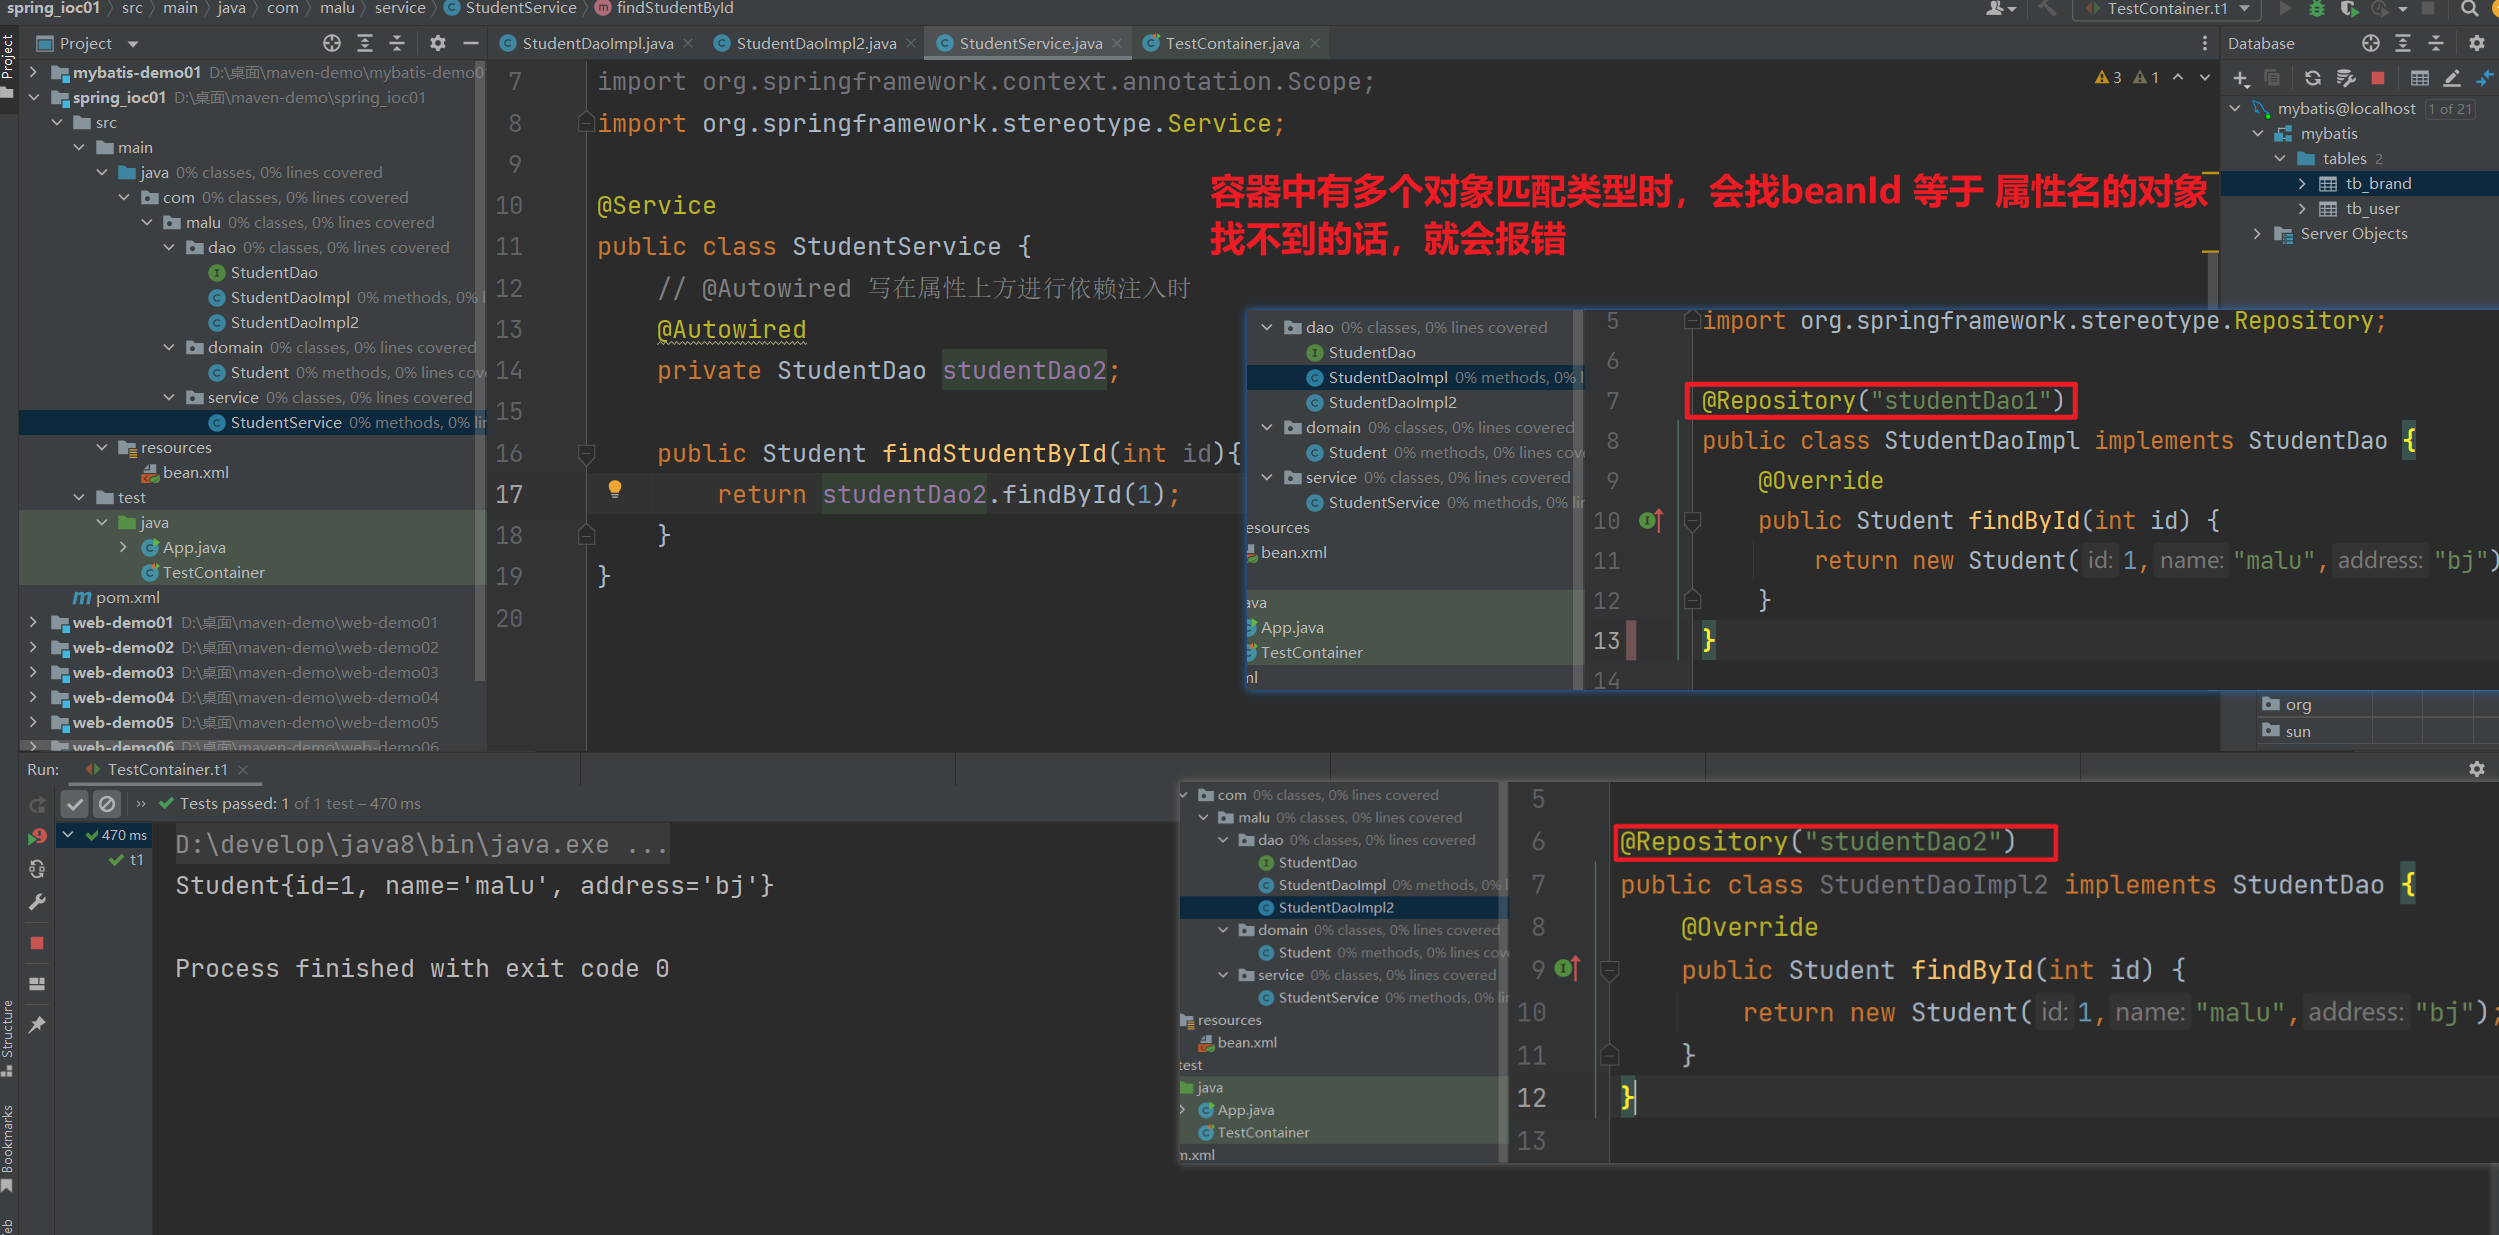 spring_ioc01 〉 src 〉 main 〉 java 〉 com 〉 malu 〉 service 〉 StudentService 〉 findStudentById
TestContainer.t1
Project
StudentDaoImpl.java
StudentDaoImpl2.java
StudentService.java
TestContainer.java
Database
Project
mybatis-demo01 D:\桌面\maven-demo\mybatis-demo0
spring_ioc01 D:\桌面\maven-demo\spring_ioc01
src
main
java 0% classes, 0% lines covered
com 0% classes, 0% lines covered
malu 0% classes, 0% lines covered
dao 0% classes, 0% lines covered
StudentDao
StudentDaoImpl 0% methods, 0% l
StudentDaoImpl2
domain 0% classes, 0% lines covered
Student 0% methods, 0% lines cov
service 0% classes, 0% lines covered
StudentService 0% methods, 0% lin
resources
bean.xml
test
java
App.java
TestContainer
pom.xml
web-demo01 D:\桌面\maven-demo\web-demo01
web-demo02 D:\桌面\maven-demo\web-demo02
web-demo03 D:\桌面\maven-demo\web-demo03
web-demo04 D:\桌面\maven-demo\web-demo04
web-demo05 D:\桌面\maven-demo\web-demo05
web-demo06 D:\桌面\maven-demo\web-demo06
3 1
7 import org.springframework.context.annotation.Scope;
8 import org.springframework.stereotype.Service;
9
10 @Service
11 public class StudentService {
12 // @Autowired 写在属性上方进行依赖注入时
13 @Autowired
14 private StudentDao studentDao2;
15
16 public Student findStudentById(int id){
17 return studentDao2.findById(1);
18 }
19 }
20
容器中有多个对象匹配类型时，会找beanId 等于 属性名的对象
找不到的话，就会报错
mybatis@localhost 1 of 21
mybatis
tables 2
tb_brand
tb_user
Server Objects
dao 0% classes, 0% lines covered
StudentDao
StudentDaoImpl 0% methods, 0% l
StudentDaoImpl2
domain 0% classes, 0% lines covered
Student 0% methods, 0% lines cov
service 0% classes, 0% lines covered
StudentService 0% methods, 0% lin
esources
bean.xml
ava
App.java
TestContainer
ml
5 import org.springframework.stereotype.Repository;
6
7 @Repository("studentDao1")
8 public class StudentDaoImpl implements StudentDao {
9 @Override
10 public Student findById(int id) {
11 return new Student( id: 1, name: "malu", address: "bj")
12 }
13 }
14
org
sun
Run: TestContainer.t1
Tests passed: 1 of 1 test – 470 ms
470 ms
t1
D:\develop\java8\bin\java.exe ...
Student{id=1, name='malu', address='bj'}
Process finished with exit code 0
com 0% classes, 0% lines covered
malu 0% classes, 0% lines covered
dao 0% classes, 0% lines covered
StudentDao
StudentDaoImpl 0% methods, 0% l
StudentDaoImpl2
domain 0% classes, 0% lines covered
Student 0% methods, 0% lines cov
service 0% classes, 0% lines covered
StudentService 0% methods, 0% lin
resources
bean.xml
test
java
App.java
TestContainer
m.xml
5
6 @Repository("studentDao2")
7 public class StudentDaoImpl2 implements StudentDao {
8 @Override
9 public Student findById(int id) {
10 return new Student( id: 1, name: "malu", address: "bj");
11 }
12 }
13
Structure
Bookmarks
eb